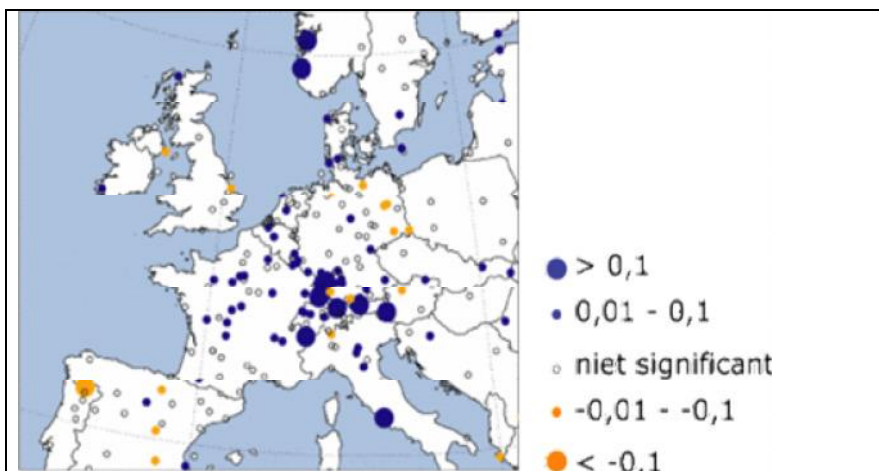 > 0,1
0,01 - 0,1
niet significant
-0,01 - -0,1
< -0,1